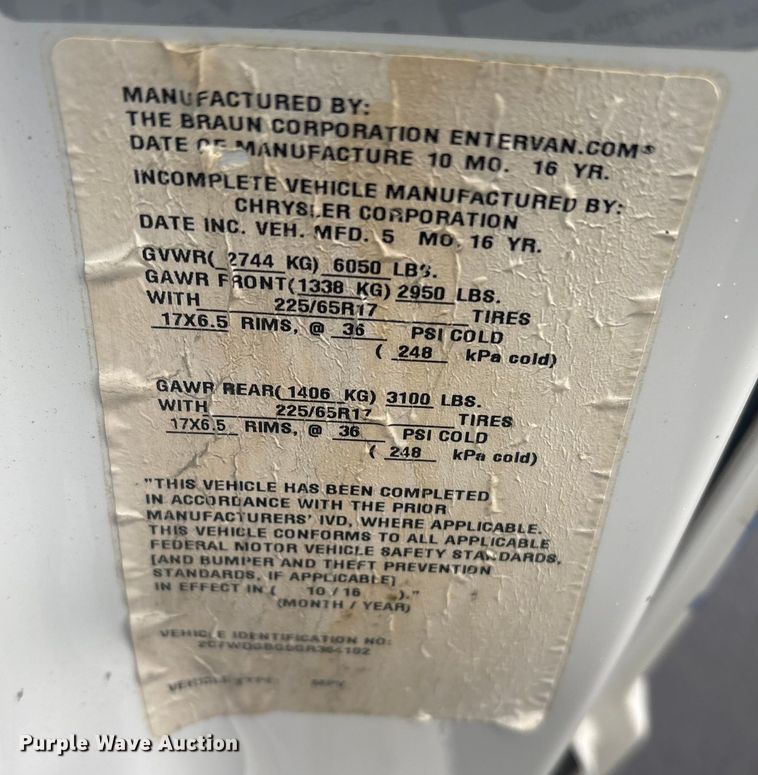 MANUFACTURED BY:
THE BRAUN CORPORATION ENTERVAN.COM®
DATE OF MANUFACTURE 10 MO. 16 YR.
INCOMPLETE VEHICLE MANUFACTURED BY:
CHRYSLER CORPORATION
DATE INC. VEH. MFD. 5 MO. 16 YR.
GVWR( 2744 KG) 6050 LBS.
GAWR FRONT(1338 KG) 2950 LBS.
WITH 225/65R17 TIRES
17X6.5 RIMS, @ 36 PSI COLD
( 248 kPa cold)
GAWR REAR( 1406 KG) 3100 LBS.
WITH 225/65R17 TIRES
17X6.5 RIMS, @ 36 PSI COLD
( 248 kPa cold)
"THIS VEHICLE HAS BEEN COMPLETED
IN ACCORDANCE WITH THE PRIOR
MANUFACTURERS' IVD, WHERE APPLICABLE.
THIS VEHICLE CONFORMS TO ALL APPLICABLE
FEDERAL MOTOR VEHICLE SAFETY STANDARDS,
[AND BUMPER AND THEFT PREVENTION
STANDARDS, IF APPLICABLE]
IN EFFECT IN ( 10 / 16 )."
(MONTH / YEAR)
VEHICLE IDENTIFICATION NO:
VEHICLE TYPE: MPV
Purple Wave Auction